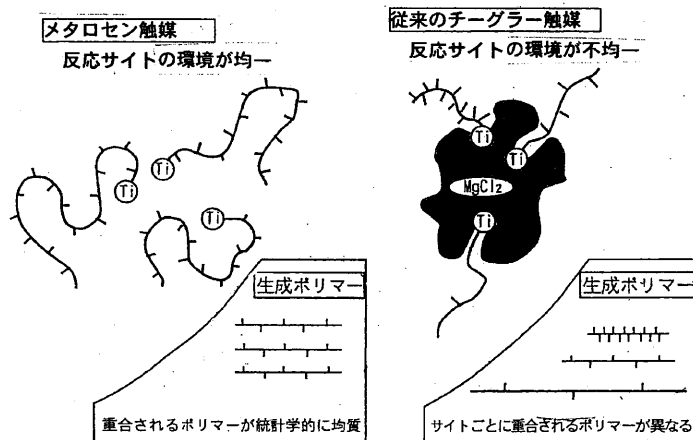 メタロセン触媒
反応サイトの環境が均一
Ti
Ti
Ti
生成ポリマー
重合されるポリマーが統計学的に均質
従来のチーグラー触媒
反応サイトの環境が不均一
Ti
Ti
MgCl₂
Ti
生成ポリマー
サイトごとに重合されるポリマーが異なる